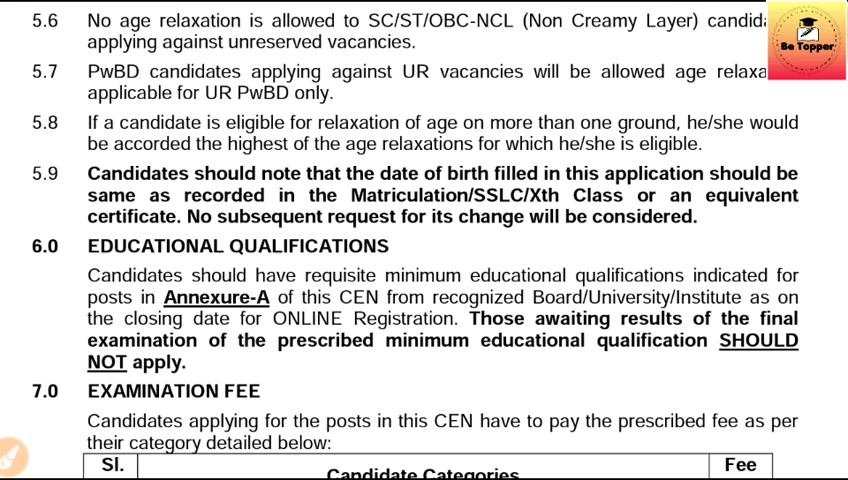 5.6 No age relaxation is allowed to SC/ST/OBC-NCL (Non Creamy Layer)
applying against unreserved vacancies.
Be Topper
5.7 PwBD candidates applying against UR vacancies will be allowed age
applicable for UR PwBD only.
5.8 If a candidate is eligible for relaxation of age on more than one ground, he/she would
be accorded the highest of the age relaxations for which he/she is eligible.
5.9 Candidates should note that the date of birth filled in this application should be
same as recorded in the Matriculation/SSLC/Xth Class or an equivalent
certificate. No subsequent request for its change will be considered.
6.0 EDUCATIONAL QUALIFICATIONS
Candidates should have requisite minimum educational qualifications indicated for
posts in Annexure-A of this CEN from recognized Board/University/Institute as on
the closing date for ONLINE Registration. Those awaiting results of the final
examination of the prescribed minimum educational qualification SHOULD
NOT apply.
7.0 EXAMINATION FEE
Candidates applying for the posts in this CEN have to pay the prescribed fee as per
their category detailed below:
Sl. Candidate Categories Fee